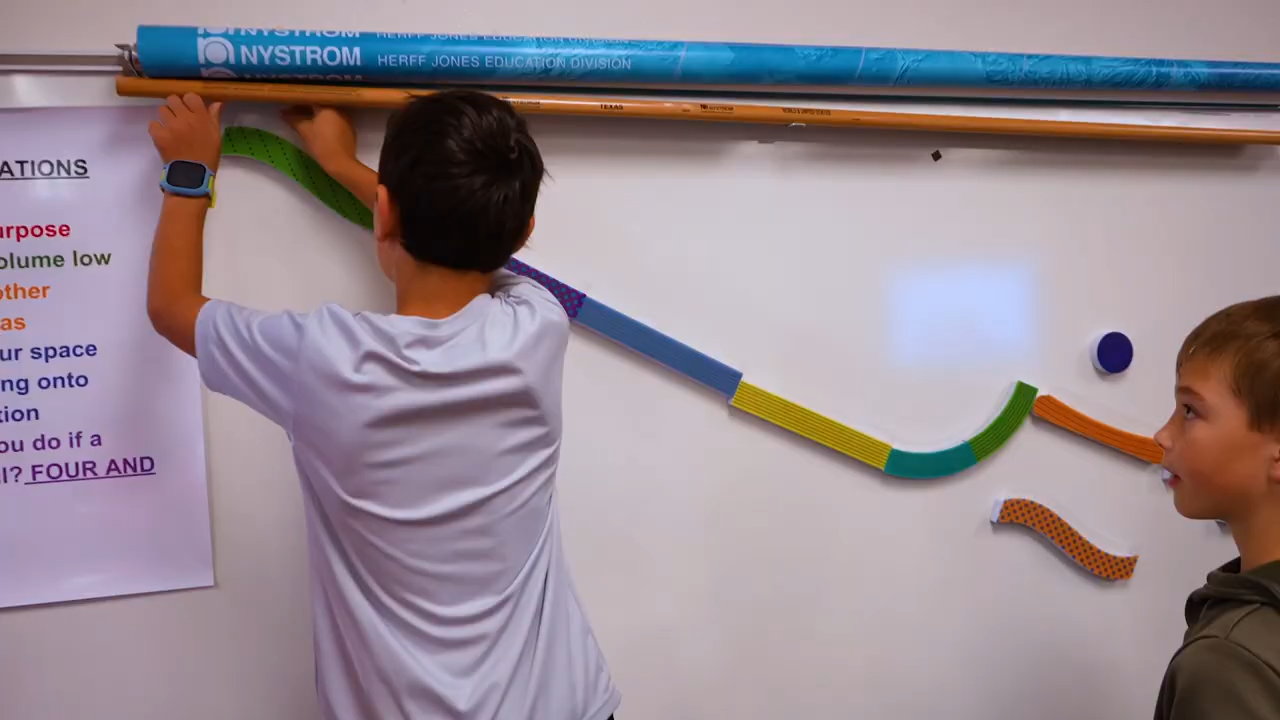 NYSTROM
NYSTROM HERFF JONES EDUCATION DIVISION
TEXAS
ATIONS
urpose
olume low
other
as
ur space
ng onto
tion
ou do if a
l? FOUR AND